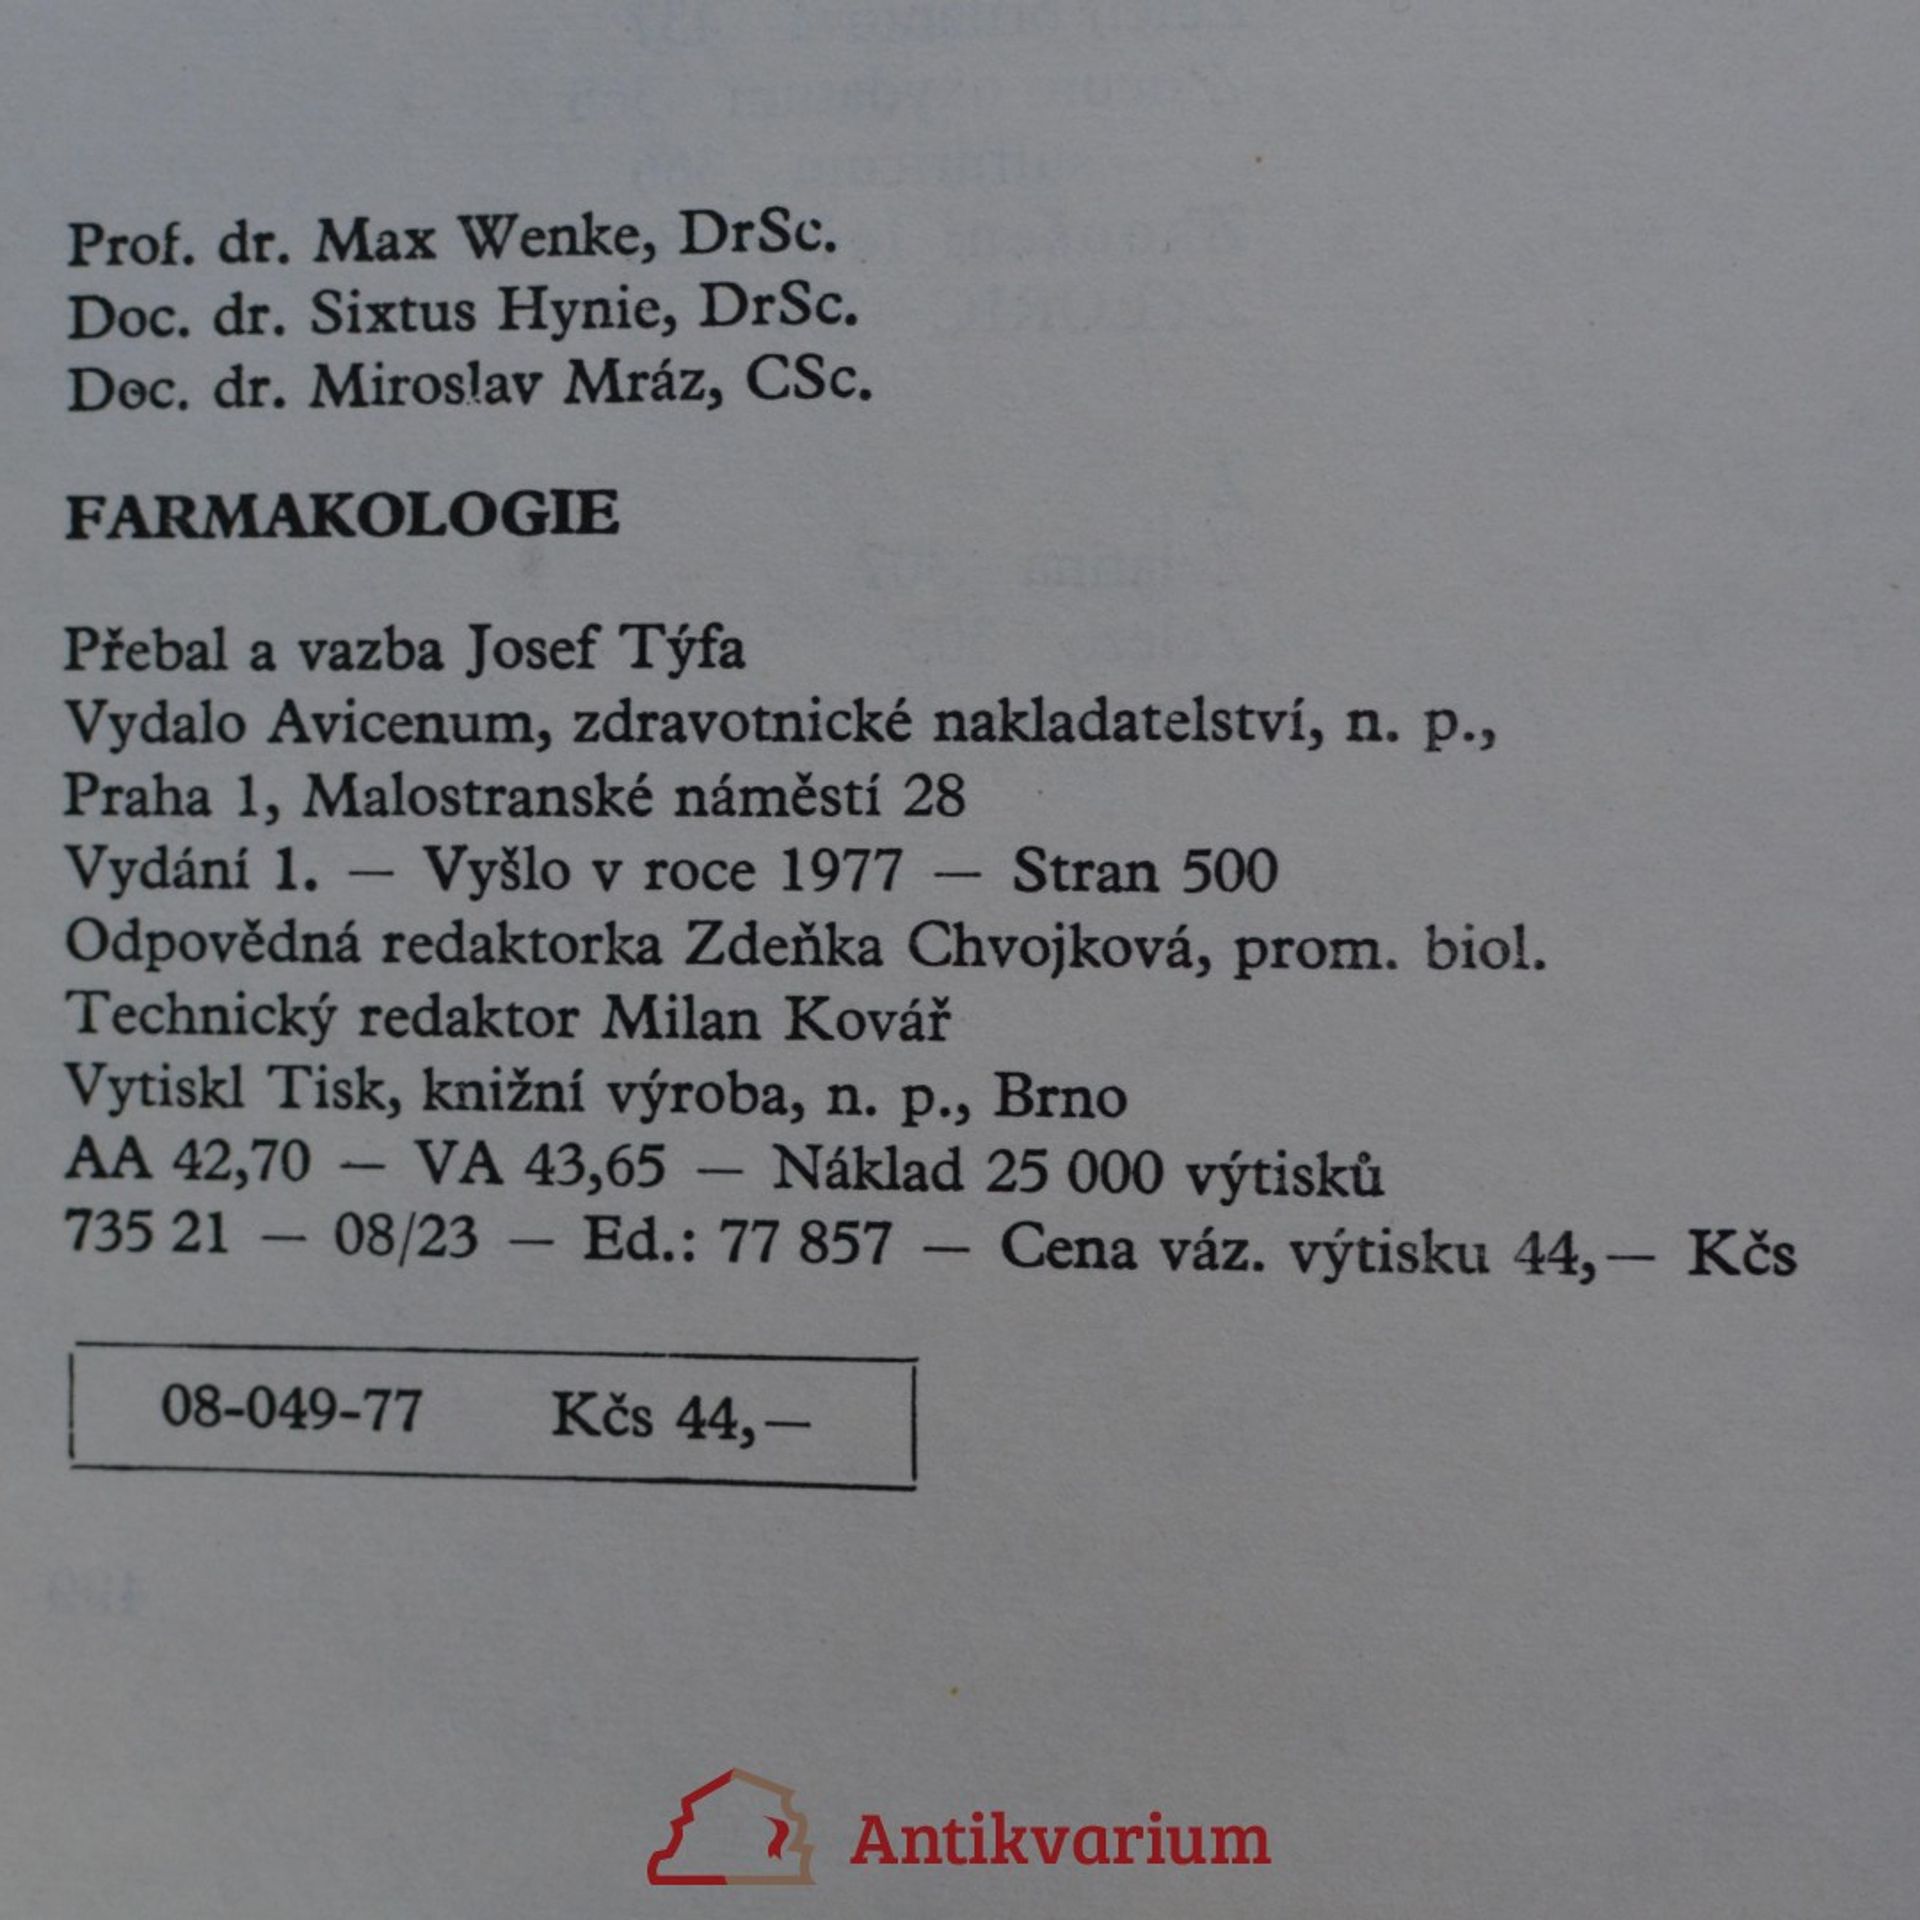 Prof. dr. Max Wenke, DrSc.
Doc. dr. Sixtus Hynie, DrSc.
Doc. dr. Miroslav Mráz, CSc.
FARMAKOLOGIE
Přebal a vazba Josef Týfa
Vydalo Avicenum, zdravotnické nakladatelství, n. p.,
Praha 1, Malostranské náměstí 28
Vydání 1. — Vyšlo v roce 1977 — Stran 500
Odpovědná redaktorka Zdeňka Chvojková, prom. biol.
Technický redaktor Milan Kovář
Vytiskl Tisk, knižní výroba, n. p., Brno
AA 42,70 — VA 43,65 — Náklad 25 000 výtisků
735 21 — 08/23 — Ed.: 77 857 — Cena váz. výtisku 44,— Kčs
08-049-77 Kčs 44,—
Antikvarium